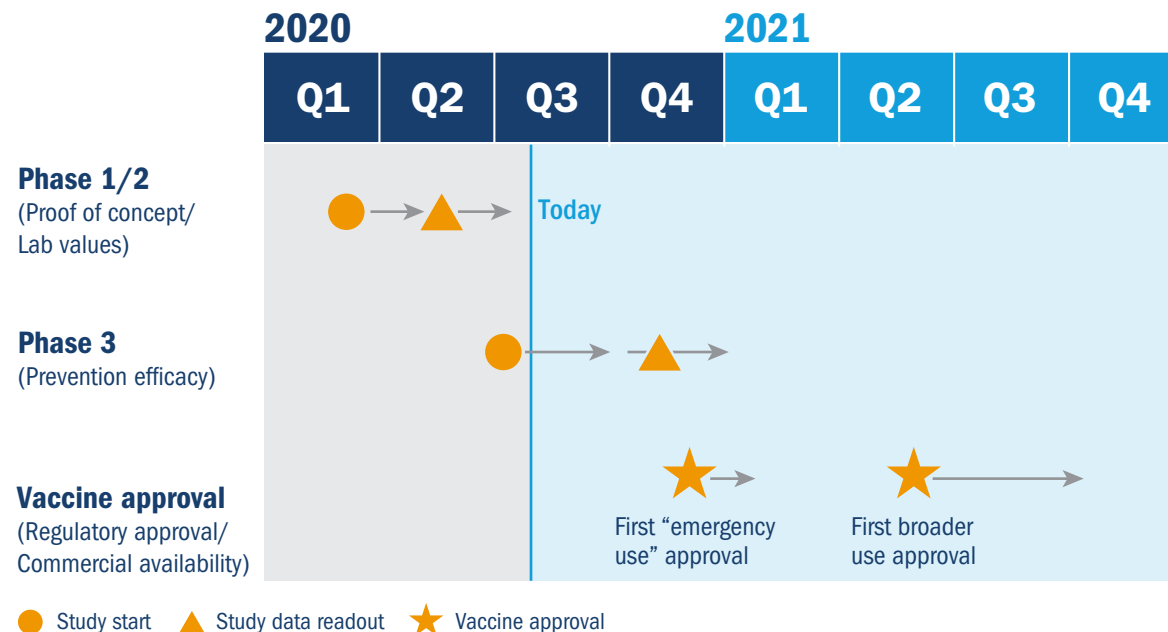 2020 2021
Q1 Q2 Q3 Q4 Q1 Q2 Q3 Q4
Phase 1/2
(Proof of concept/
Lab values)
Today
Phase 3
(Prevention efficacy)
Vaccine approval
(Regulatory approval/
Commercial availability)
First “emergency
use” approval
First broader
use approval
Study start Study data readout Vaccine approval